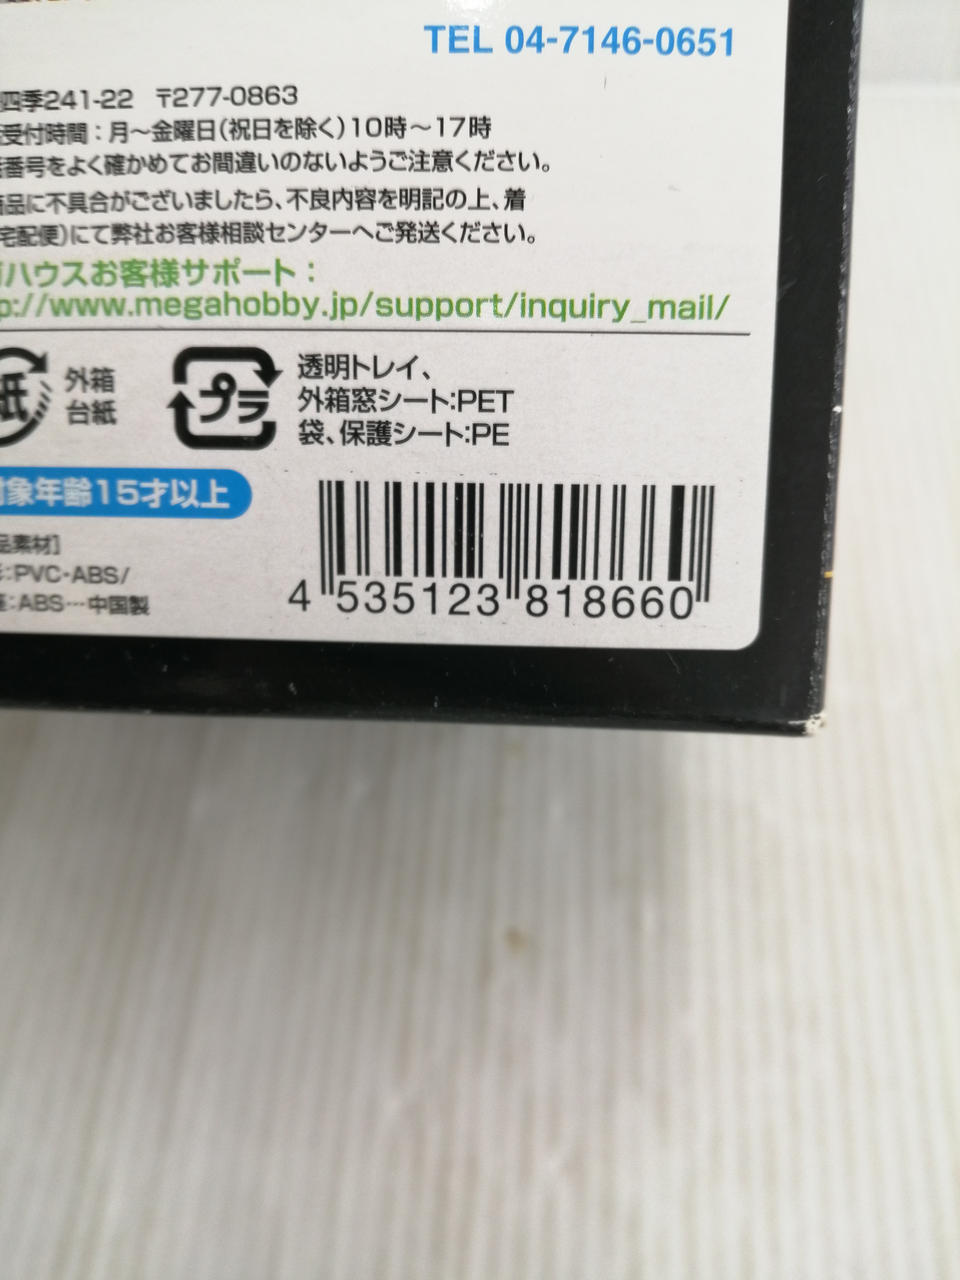 TEL 04-7146-0651
四季241-22 〒277-0863
受付時間：月～金曜日(祝日を除く)10時～17時
番号をよく確かめてお間違いのないようご注意ください。
商品に不具合がございましたら、不良内容を明記の上、着
宅配便)にて弊社お客様相談センターへご発送ください。
ハウスお客様サポート：
p://www.megahobby.jp/support/inquiry_mail/
紙 外箱
台紙
プラ 透明トレイ、
外箱窓シート:PET
袋、保護シート:PE
対象年齢15才以上
品素材］
:PVC・ABS/
:ABS…中国製
4 535123 818660